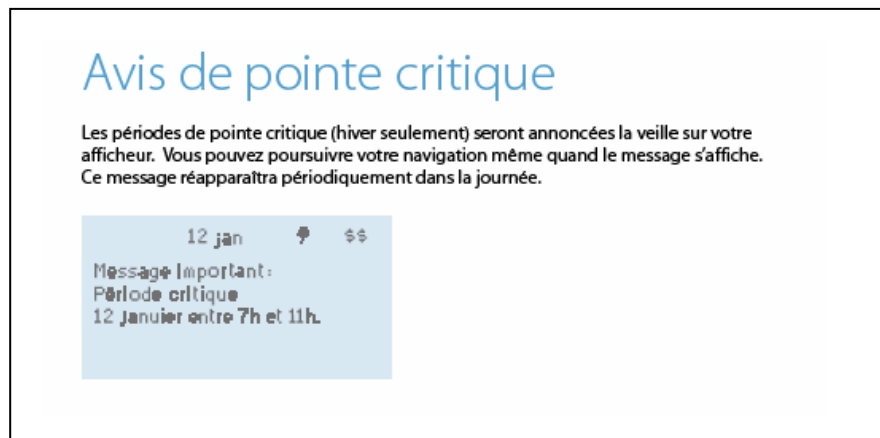 Avis de pointe critique
Les périodes de pointe critique (hiver seulement) seront annoncées la veille sur votre
afficheur. Vous pouvez poursuivre votre navigation même quand le message s’affiche.
Ce message réapparaîtra périodiquement dans la journée.
12 jan $$
Message Important:
Période critique
12 Januier entre 7h et 11h.